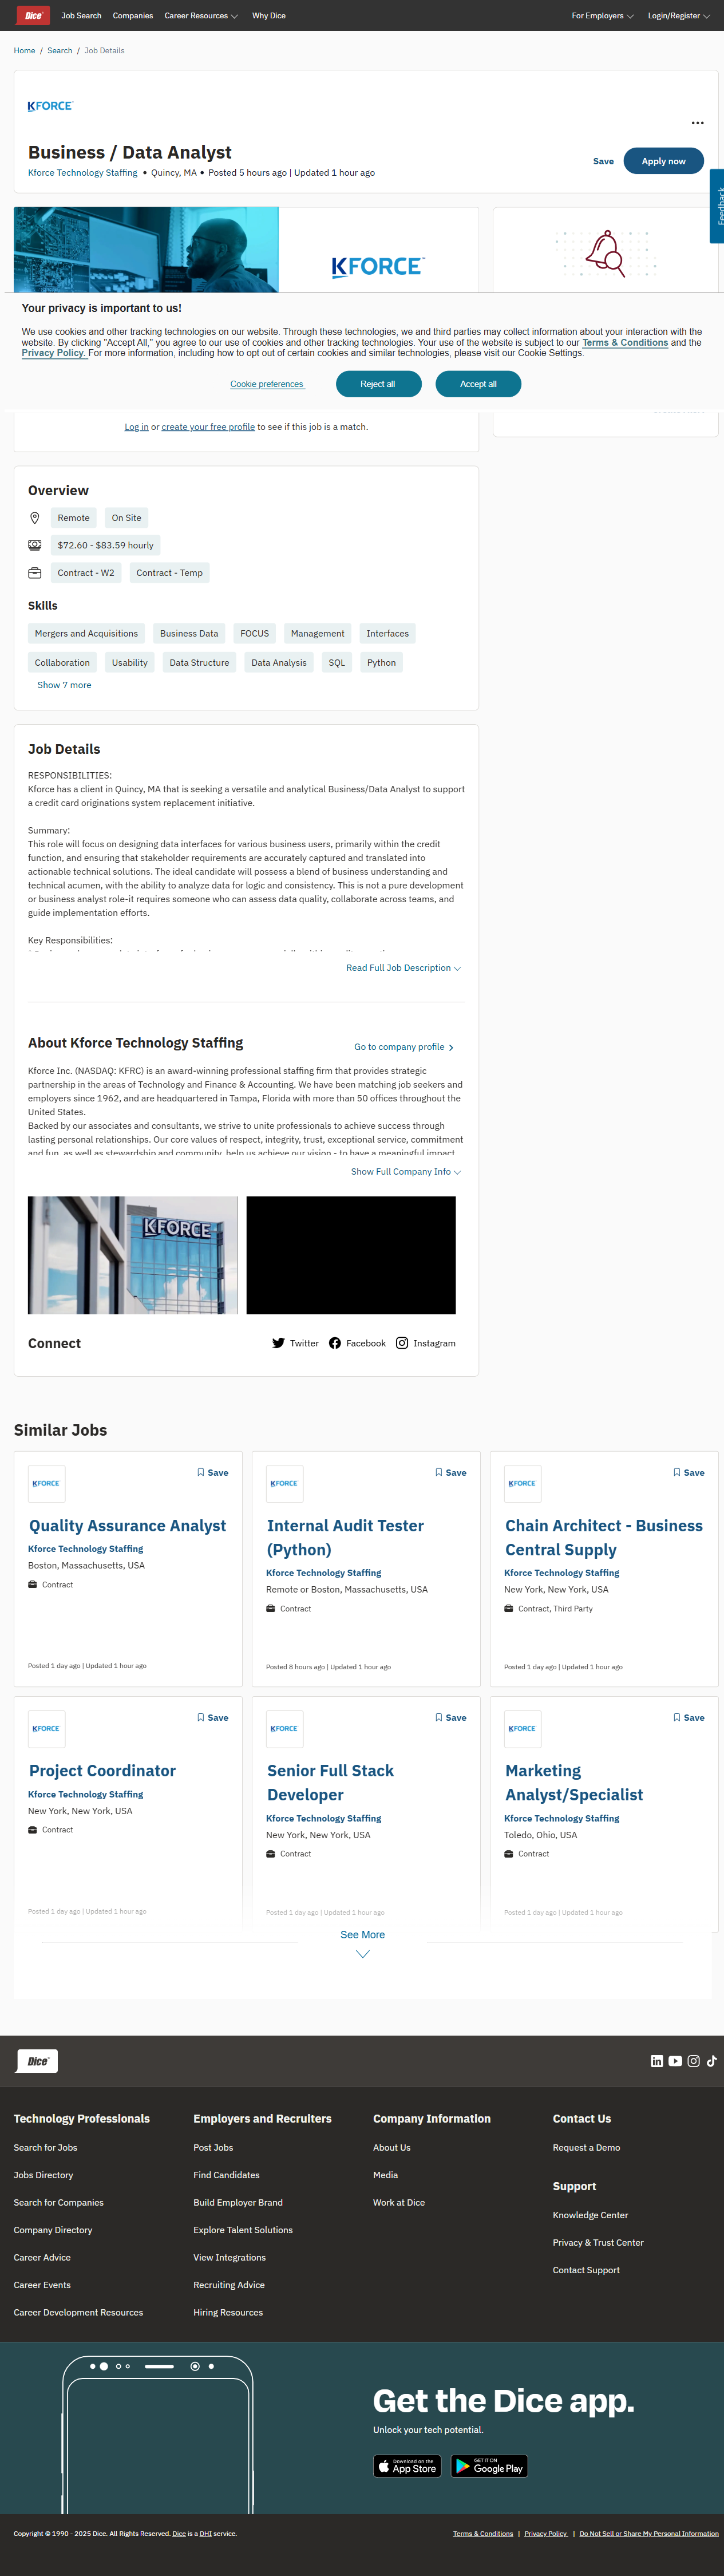 Dice Job Search Companies Career Resources Why Dice For Employers Login/Register
Home / Search / Job Details
KFORCE
Business / Data Analyst
Kforce Technology Staffing • Quincy, MA • Posted 5 hours ago | Updated 1 hour ago
Save Apply now
Feedback
KFORCE
Your privacy is important to us!
We use cookies and other tracking technologies on our website. Through these technologies, we and third parties may collect information about your interaction with the
website. By clicking "Accept All," you agree to our use of cookies and other tracking technologies. Your use of the website is subject to our Terms & Conditions and the
Privacy Policy. For more information, including how to opt out of certain cookies and similar technologies, please visit our Cookie Settings.
Cookie preferences Reject all Accept all
Log in or create your free profile to see if this job is a match.
Overview
Remote On Site
$72.60 - $83.59 hourly
Contract - W2 Contract - Temp
Skills
Mergers and Acquisitions Business Data FOCUS Management Interfaces
Collaboration Usability Data Structure Data Analysis SQL Python
Show 7 more
Job Details
RESPONSIBILITIES:
Kforce has a client in Quincy, MA that is seeking a versatile and analytical Business/Data Analyst to support
a credit card originations system replacement initiative.
Summary:
This role will focus on designing data interfaces for various business users, primarily within the credit
function, and ensuring that stakeholder requirements are accurately captured and translated into
actionable technical solutions. The ideal candidate will possess a blend of business understanding and
technical acumen, with the ability to analyze data for logic and consistency. This is not a pure development
or business analyst role-it requires someone who can assess data quality, collaborate across teams, and
guide implementation efforts.
Key Responsibilities:
Read Full Job Description
About Kforce Technology Staffing
Go to company profile
Kforce Inc. (NASDAQ: KFRC) is an award-winning professional staffing firm that provides strategic
partnership in the areas of Technology and Finance & Accounting. We have been matching job seekers and
employers since 1962, and are headquartered in Tampa, Florida with more than 50 offices throughout the
United States.
Backed by our associates and consultants, we strive to unite professionals to achieve success through
lasting personal relationships. Our core values of respect, integrity, trust, exceptional service, commitment
and fun, as well as stewardship and community, help us achieve our vision - to have a meaningful impact
Show Full Company Info
KFORCE
Connect Twitter Facebook Instagram
Similar Jobs
KFORCE Save
Quality Assurance Analyst
Kforce Technology Staffing
Boston, Massachusetts, USA
Contract
Posted 1 day ago | Updated 1 hour ago
KFORCE Save
Internal Audit Tester
(Python)
Kforce Technology Staffing
Remote or Boston, Massachusetts, USA
Contract
Posted 8 hours ago | Updated 1 hour ago
KFORCE Save
Chain Architect - Business
Central Supply
Kforce Technology Staffing
New York, New York, USA
Contract, Third Party
Posted 1 day ago | Updated 1 hour ago
KFORCE Save
Project Coordinator
Kforce Technology Staffing
New York, New York, USA
Contract
Posted 1 day ago | Updated 1 hour ago
KFORCE Save
Senior Full Stack
Developer
Kforce Technology Staffing
New York, New York, USA
Contract
Posted 1 day ago | Updated 1 hour ago
KFORCE Save
Marketing
Analyst/Specialist
Kforce Technology Staffing
Toledo, Ohio, USA
Contract
Posted 1 day ago | Updated 1 hour ago
See More
Dice
Technology Professionals
Search for Jobs
Jobs Directory
Search for Companies
Company Directory
Career Advice
Career Events
Career Development Resources
Employers and Recruiters
Post Jobs
Find Candidates
Build Employer Brand
Explore Talent Solutions
View Integrations
Recruiting Advice
Hiring Resources
Company Information
About Us
Media
Work at Dice
Contact Us
Request a Demo
Support
Knowledge Center
Privacy & Trust Center
Contact Support
Get the Dice app.
Unlock your tech potential.
Download on the
App Store
GET IT ON
Google Play
Copyright © 1990 - 2025 Dice. All Rights Reserved. Dice is a DHI service.
Terms & Conditions | Privacy Policy | Do Not Sell or Share My Personal Information